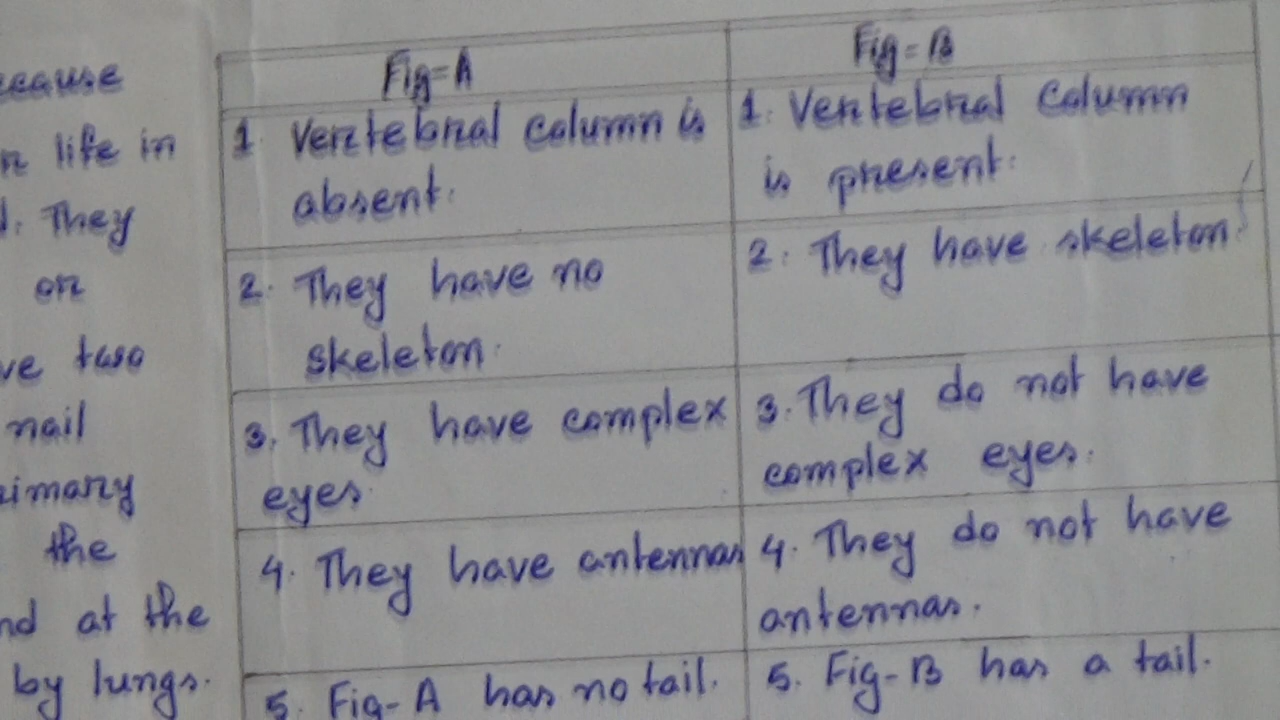 life in
They
on
two
nail
the
at the
by lungs.
Fig=A
Fig=B
1. Vertebral column is
absent.
1. Vertebral column
is present.
2. They have no
skeleton.
2. They have skeleton.
3. They have complex
eyes.
3. They do not have
complex eyes.
4. They have antennas
4. They do not have
antennas.
5. Fig-A has no tail.
5. Fig-B has a tail.